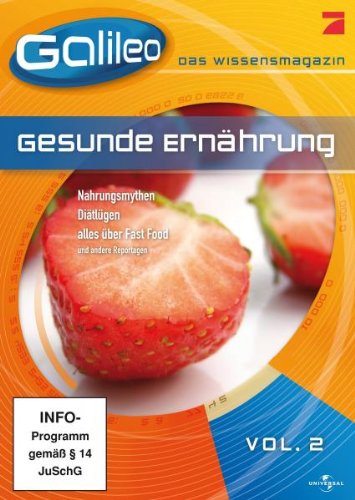 Galileo
DAS WISSENSMAGAZIN
GESUNDE ERNÄHRUNG
Nahrungsmythen
Diätlügen
alles über Fast Food
und andere Reportagen
INFO-
Programm
gemäß § 14
JuSchG
VOL. 2
UNIVERSAL